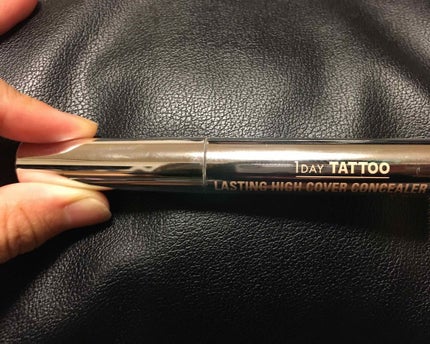 1DAY TATTOO
LASTING HIGH COVER CONCEALER